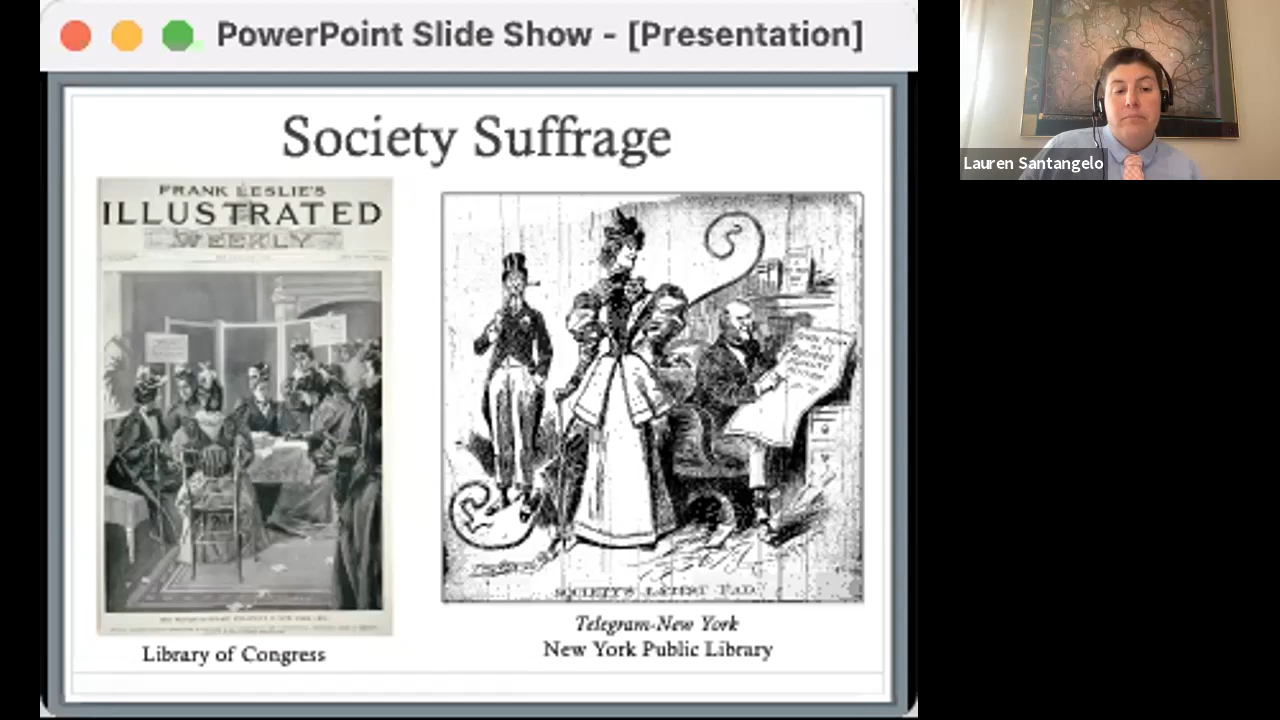 PowerPoint Slide Show - [Presentation]
Lauren Santangelo
Society Suffrage
FRANK LESLIE'S
ILLUSTRATED
WEEKLY
SOCIETY'S LATEST FAD.
Library of Congress
Telegram-New York
New York Public Library